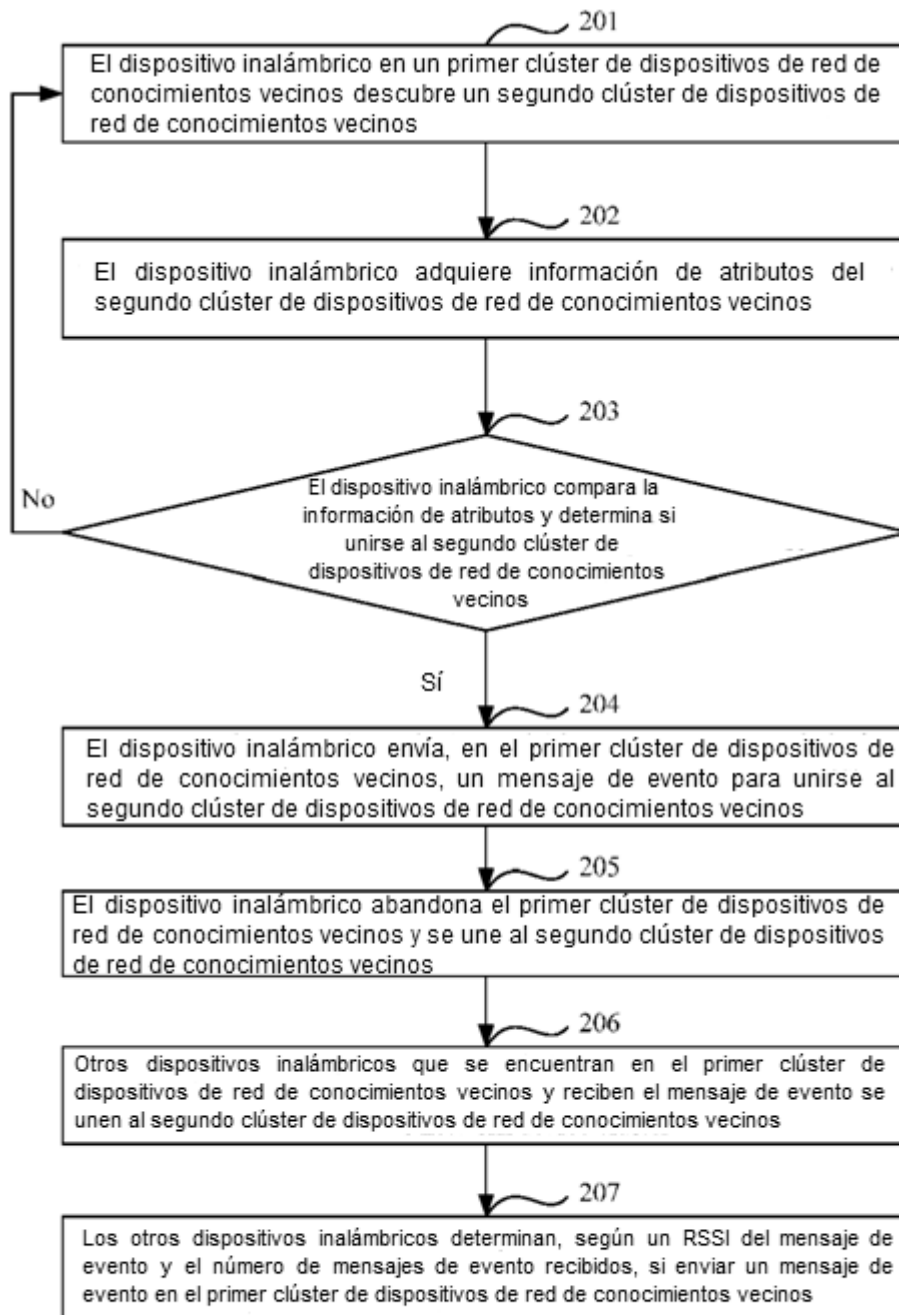 201
El dispositivo inalámbrico en un primer clúster de dispositivos de red de
conocimientos vecinos descubre un segundo clúster de dispositivos de
red de conocimientos vecinos
202
El dispositivo inalámbrico adquiere información de atributos del
segundo clúster de dispositivos de red de conocimientos vecinos
203
El dispositivo inalámbrico compara la
información de atributos y determina si
unirse al segundo clúster de
dispositivos de red de conocimientos
vecinos
No
Sí
204
El dispositivo inalámbrico envía, en el primer clúster de dispositivos de
red de conocimientos vecinos, un mensaje de evento para unirse al
segundo clúster de dispositivos de red de conocimientos vecinos
205
El dispositivo inalámbrico abandona el primer clúster de dispositivos de
red de conocimientos vecinos y se une al segundo clúster de dispositivos
de red de conocimientos vecinos
206
Otros dispositivos inalámbricos que se encuentran en el primer clúster de
dispositivos de red de conocimientos vecinos y reciben el mensaje de evento se
unen al segundo clúster de dispositivos de red de conocimientos vecinos
207
Los otros dispositivos inalámbricos determinan, según un RSSI del mensaje de
evento y el número de mensajes de evento recibidos, si enviar un mensaje de
evento en el primer clúster de dispositivos de red de conocimientos vecinos